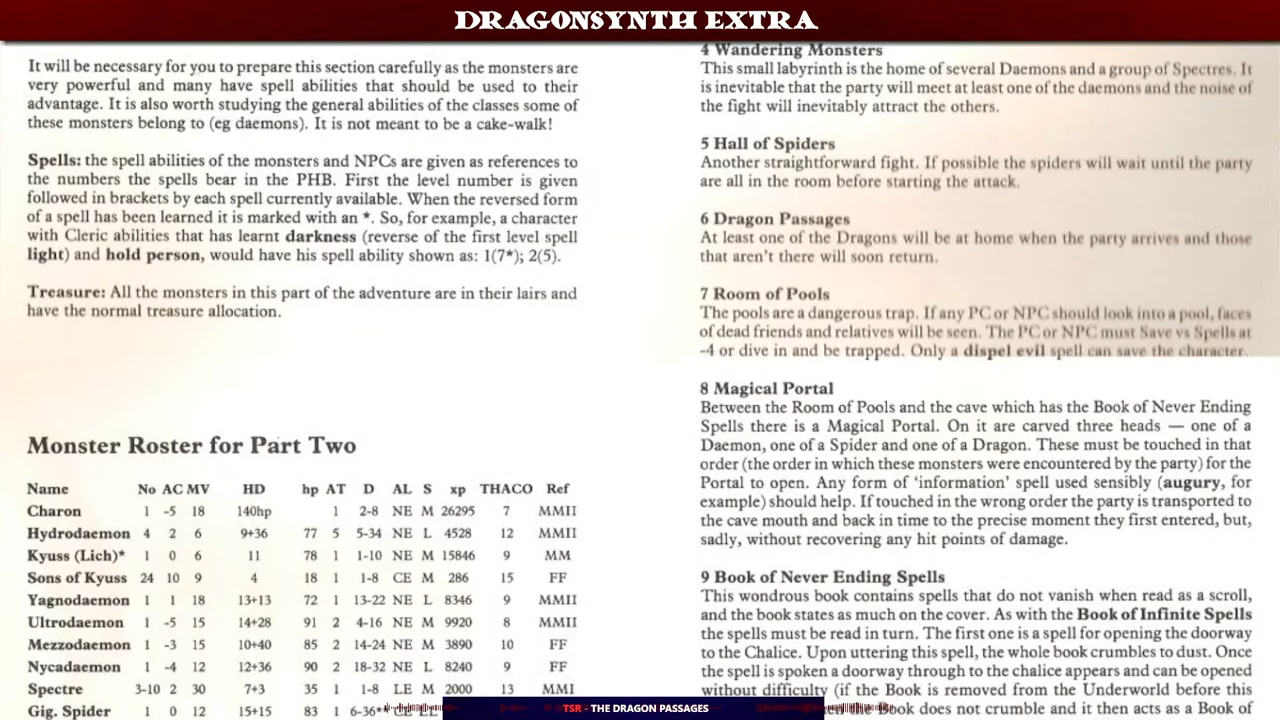 DRAGONSYNTH EXTRA
It will be necessary for you to prepare this section carefully as the monsters are
very powerful and many have spell abilities that should be used to their
advantage. It is also worth studying the general abilities of the classes some of
these monsters belong to (eg daemons). It is not meant to be a cake-walk!
Spells: the spell abilities of the monsters and NPCs are given as references to
the numbers the spells bear in the PHB. First the level number is given
followed in brackets by each spell currently available. When the reversed form
of a spell has been learned it is marked with an *. So, for example, a character
with Cleric abilities that has learnt darkness (reverse of the first level spell
light) and hold person, would have his spell ability shown as: 1(7*); 2(5).
Treasure: All the monsters in this part of the adventure are in their lairs and
have the normal treasure allocation.
Monster Roster for Part Two
Name No AC MV HD hp AT D AL S xp THACO Ref
Charon 1 -5 18 140hp 1 2-8 NE M 26295 7 MMII
Hydrodaemon 4 2 6 9+36 77 5 5-34 NE L 4528 12 MMII
Kyuss (Lich)* 1 0 6 11 78 1 1-10 NE M 15846 9 MM
Sons of Kyuss 24 10 9 4 18 1 1-8 CE M 286 15 FF
Yagnodaemon 1 1 18 13+13 72 1 13-22 NE L 8346 9 MMII
Ultrodaemon 1 -5 15 14+28 91 2 4-16 NE M 9920 8 MMII
Mezzodaemon 1 -3 15 10+40 85 2 14-24 NE M 3890 10 FF
Nycadaemon 1 -4 12 12+36 90 2 18-32 NE L 8240 9 FF
Spectre 3-10 2 30 7+3 35 1 1-8 LE M 2000 13 MMI
Gig. Spider 1 0 12 15+15 83 1 6-36
4 Wandering Monsters
This small labyrinth is the home of several Daemons and a group of Spectres. It
is inevitable that the party will meet at least one of the daemons and the noise of
the fight will inevitably attract the others.
5 Hall of Spiders
Another straightforward fight. If possible the spiders will wait until the party
are all in the room before starting the attack.
6 Dragon Passages
At least one of the Dragons will be at home when the party arrives and those
that aren't there will soon return.
7 Room of Pools
The pools are a dangerous trap. If any PC or NPC should look into a pool, faces
of dead friends and relatives will be seen. The PC or NPC must Save vs Spells at
-4 or dive in and be trapped. Only a dispel evil spell can save the character.
8 Magical Portal
Between the Room of Pools and the cave which has the Book of Never Ending
Spells there is a Magical Portal. On it are carved three heads — one of a
Daemon, one of a Spider and one of a Dragon. These must be touched in that
order (the order in which these monsters were encountered by the party) for the
Portal to open. Any form of 'information' spell used sensibly (augury, for
example) should help. If touched in the wrong order the party is transported to
the cave mouth and back in time to the precise moment they first entered, but,
sadly, without recovering any hit points of damage.
9 Book of Never Ending Spells
This wondrous book contains spells that do not vanish when read as a scroll,
and the book states as much on the cover. As with the Book of Infinite Spells
the spells must be read in turn. The first one is a spell for opening the doorway
to the Chalice. Upon uttering this spell, the whole book crumbles to dust. Once
the spell is spoken a doorway through to the chalice appears and can be opened
without difficulty (if the Book is removed from the Underworld before this
Book does not crumble and it then acts as a Book of
TSR - THE DRAGON PASSAGES